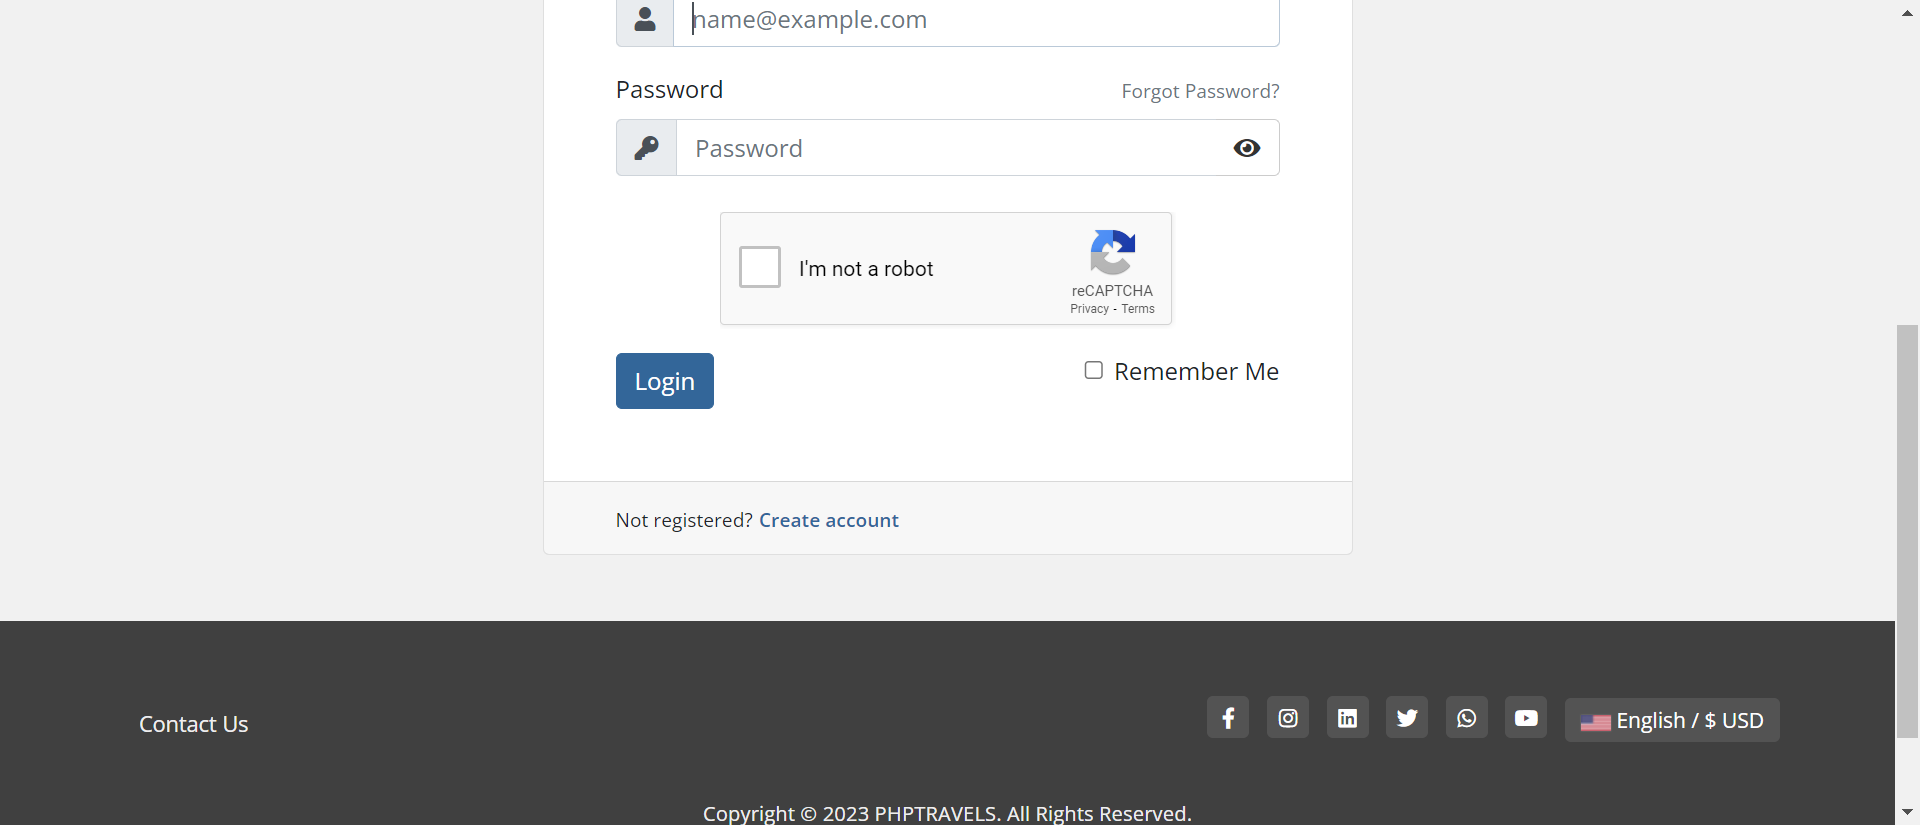 name@example.com
Password
Forgot Password?
Password
I'm not a robot
reCAPTCHA
Privacy - Terms
Login
Remember Me
Not registered? Create account
Contact Us
English / $ USD
Copyright © 2023 PHPTRAVELS. All Rights Reserved.